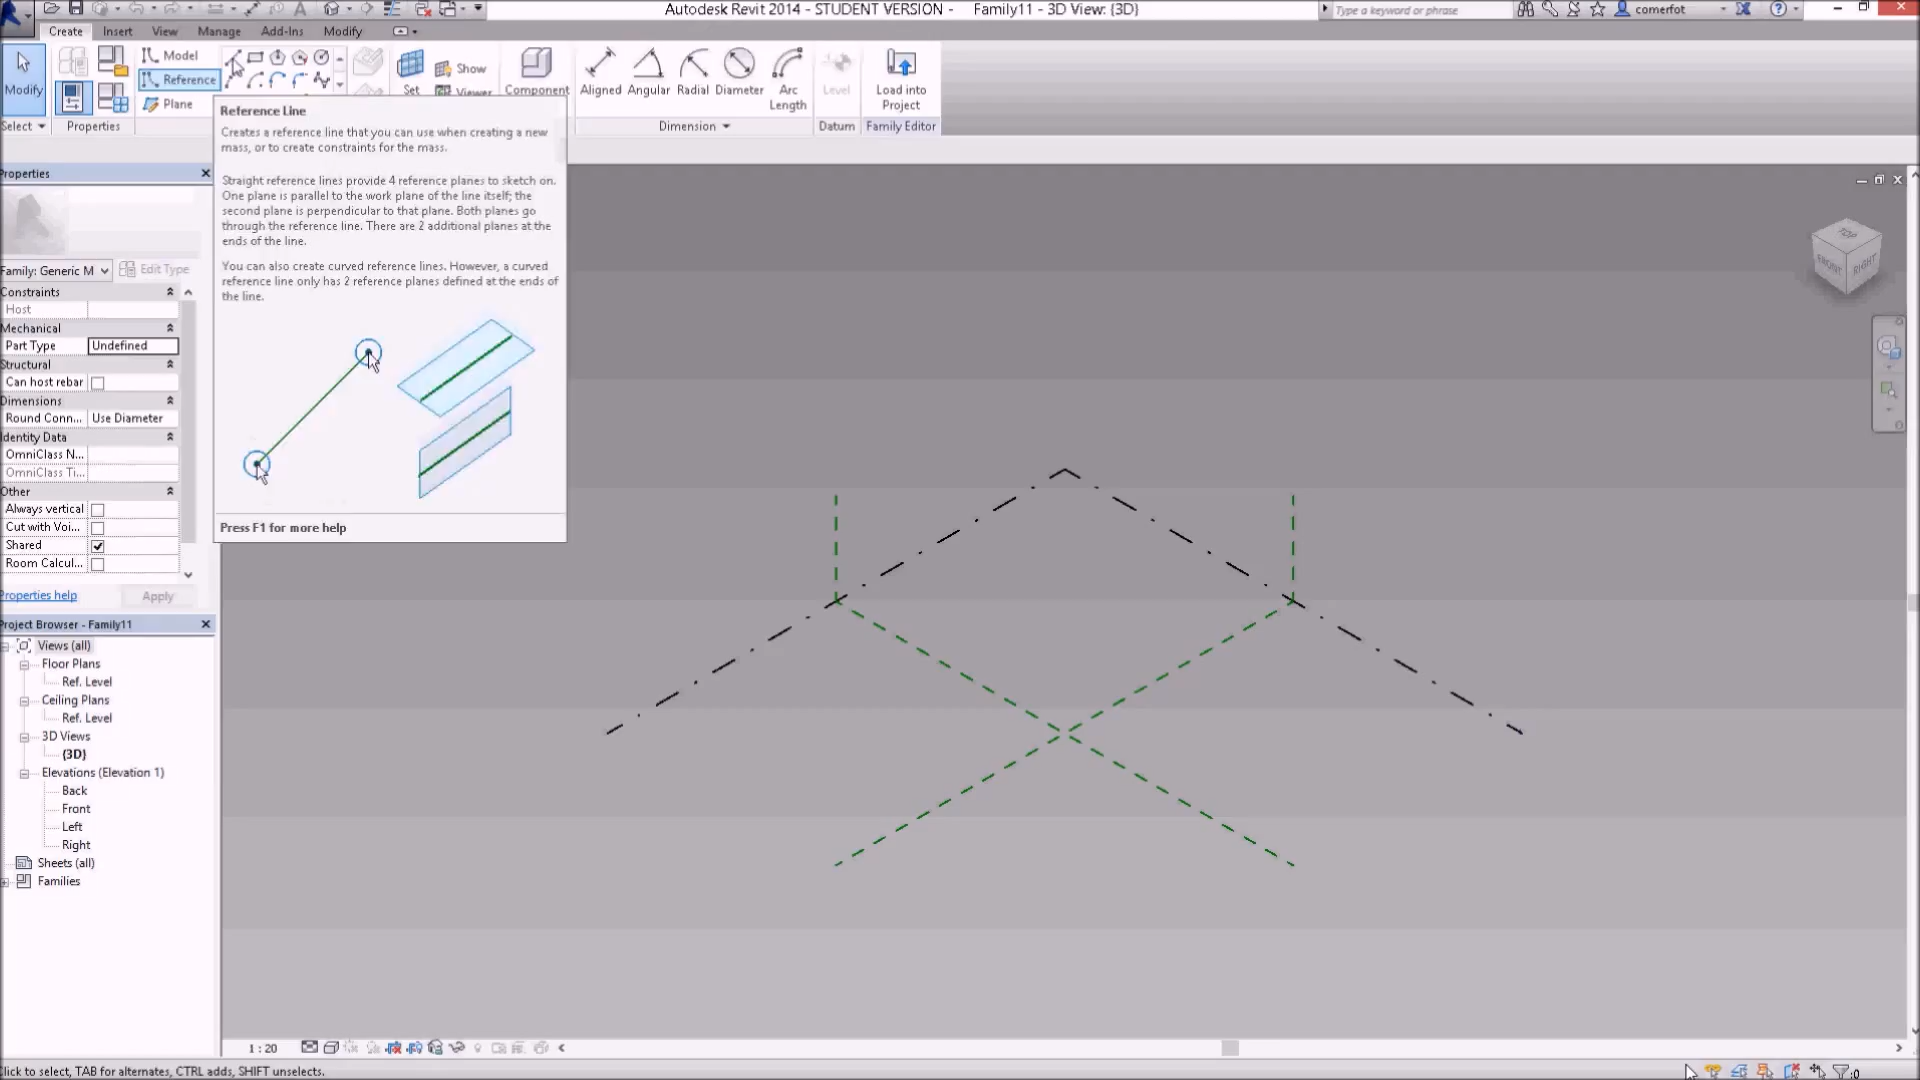 Autodesk Revit 2014 - STUDENT VERSION - Family11 - 3D View: {3D}
Type a keyword or phrase
comerfot
Create
Insert
View
Manage
Add-Ins
Modify
Modify
Select
Properties
Model
Reference
Plane
Set
Show
Viewer
Component
Aligned
Angular
Radial
Diameter
Arc
Length
Dimension
Level
Datum
Load into
Project
Family Editor
Reference Line
Creates a reference line that you can use when creating a new
mass, or to create constraints for the mass.
Straight reference lines provide 4 reference planes to sketch on.
One plane is parallel to the work plane of the line itself; the
second plane is perpendicular to that plane. Both planes go
through the reference line. There are 2 additional planes at the
ends of the line.
You can also create curved reference lines. However, a curved
reference line only has 2 reference planes defined at the ends of
the line.
Press F1 for more help
Properties
Family: Generic M
Edit Type
Constraints
Host
Mechanical
Part Type
Undefined
Structural
Can host rebar
Dimensions
Round Conn...
Use Diameter
Identity Data
OmniClass N...
OmniClass Ti...
Other
Always vertical
Cut with Voi...
Shared
Room Calcul...
Properties help
Apply
Project Browser - Family11
Views (all)
Floor Plans
Ref. Level
Ceiling Plans
Ref. Level
3D Views
{3D}
Elevations (Elevation 1)
Back
Front
Left
Right
Sheets (all)
Families
TOP
FRONT
RIGHT
1 : 20
Click to select, TAB for alternates, CTRL adds, SHIFT unselects.
:0